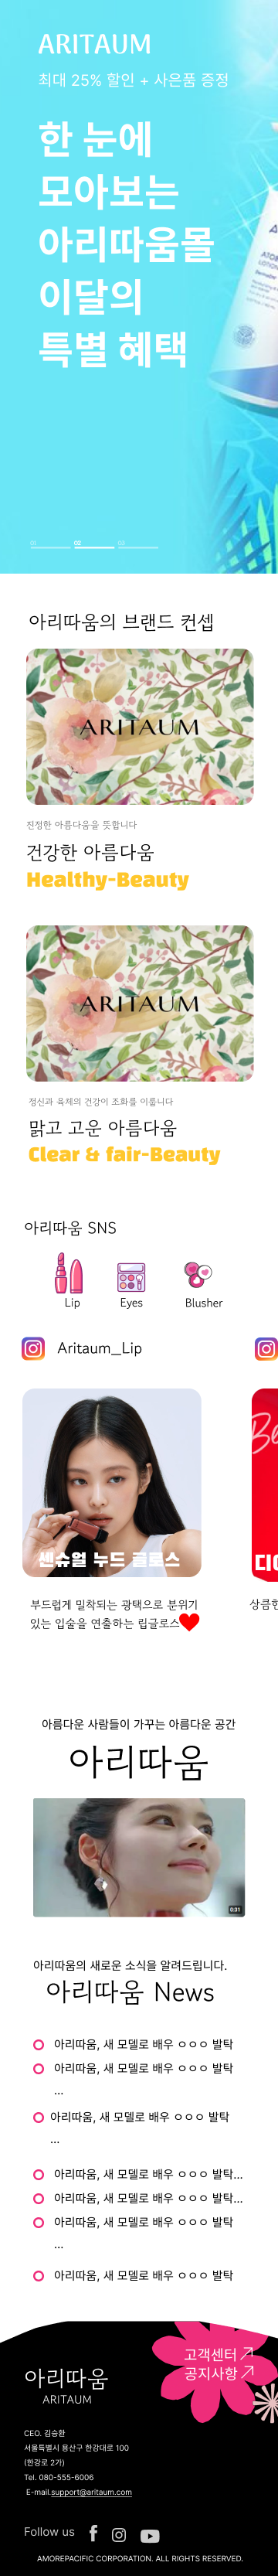 ARITAUM
최대 25% 할인 + 사은품 증정
한 눈에
모아보는
아리따움몰
이달의
특별 혜택
LOTION
01
02
03
아리따움의 브랜드 컨셉
ARITAUM
진정한 아름다움을 뜻합니다
건강한 아름다움
Healthy-Beauty
ARITAUM
정신과 육체의 건강이 조화를 이룹니다
맑고 고운 아름다움
Clear & fair-Beauty
아리따움 SNS
Lip
Eyes
Blusher
Aritaum_Lip
센슈얼 누드 글로스
부드럽게 밀착되는 광택으로 분위기
있는 입술을 연출하는 립글로스
아름다운 사람들이 가꾸는 아름다운 공간
아리따움
0:31
아리따움의 새로운 소식을 알려드립니다.
아리따움 News
아리따움, 새 모델로 배우 ㅇㅇㅇ 발탁
아리따움, 새 모델로 배우 ㅇㅇㅇ 발탁
...
아리따움, 새 모델로 배우 ㅇㅇㅇ 발탁
...
아리따움, 새 모델로 배우 ㅇㅇㅇ 발탁...
아리따움, 새 모델로 배우 ㅇㅇㅇ 발탁...
아리따움, 새 모델로 배우 ㅇㅇㅇ 발탁
...
아리따움, 새 모델로 배우 ㅇㅇㅇ 발탁
고객센터
공지사항
아리따움
ARITAUM
CEO. 김승환
서울특별시 용산구 한강대로 100
(한강로 2가)
Tel. 080-555-6006
E-mail.support@aritaum.com
Follow us
AMOREPACIFIC CORPORATION. ALL RIGHTS RESERVED.